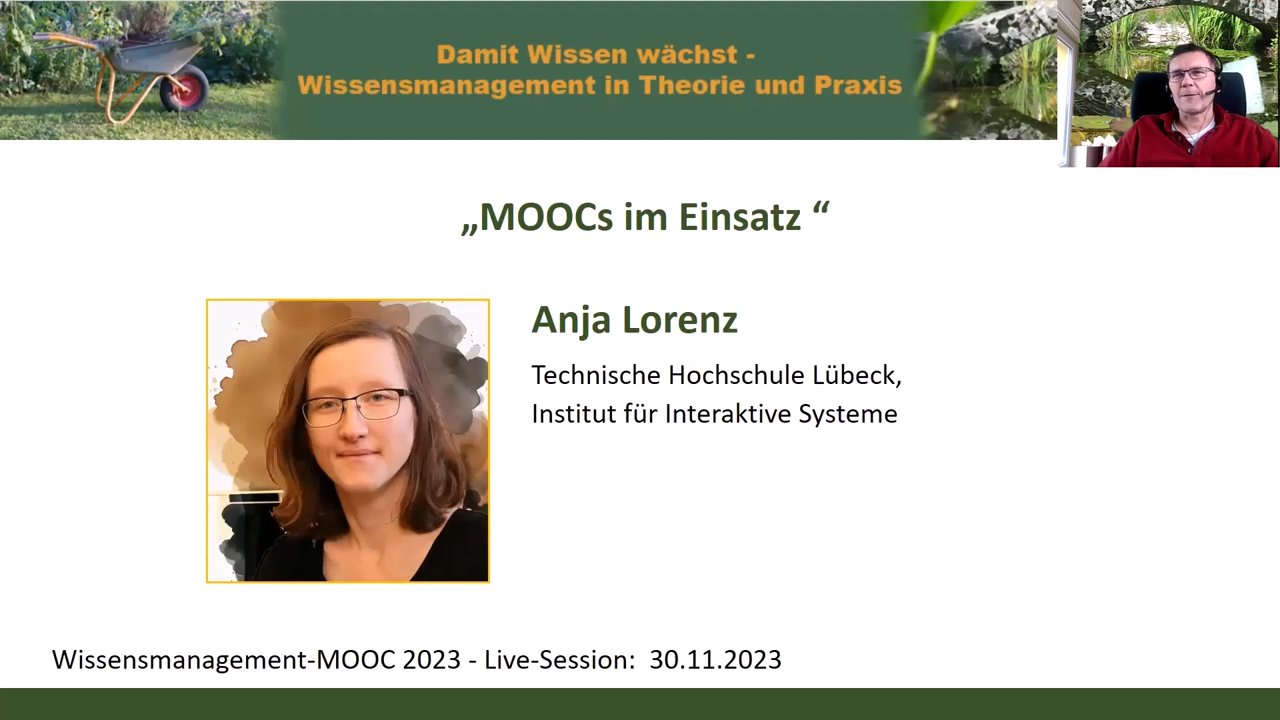 Damit Wissen wächst -
Wissensmanagement in Theorie und Praxis
„MOOCs im Einsatz “
Anja Lorenz
Technische Hochschule Lübeck,
Institut für Interaktive Systeme
Wissensmanagement-MOOC 2023 - Live-Session: 30.11.2023